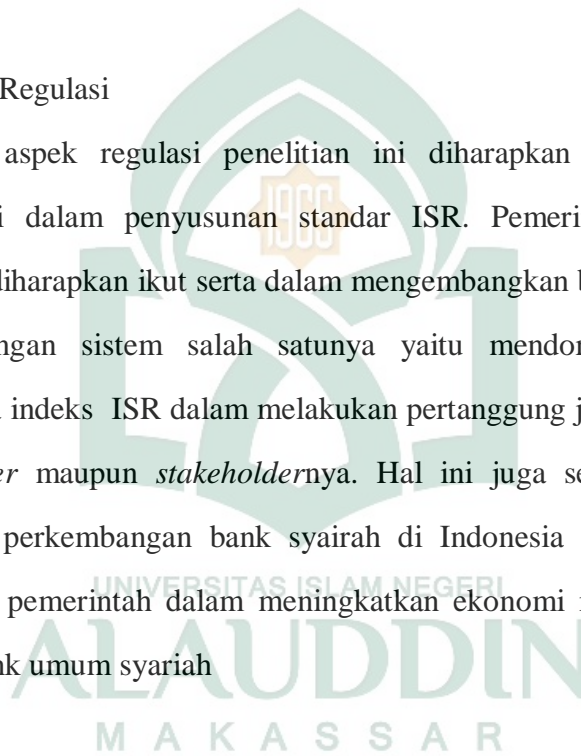 Regulasi
aspek regulasi penelitian ini diharapkan
i dalam penyusunan standar ISR. Pemeri
diharapkan ikut serta dalam mengembangkan b
ngan sistem salah satunya yaitu mendor
indeks ISR dalam melakukan pertanggung j
er maupun stakeholdernya. Hal ini juga se
perkembangan bank syairah di Indonesia
pemerintah dalam meningkatkan ekonomi
nk umum syariah
1966
UNIVERSITAS ISLAM NEGERI
ALAUDDIN
MAKASSAR